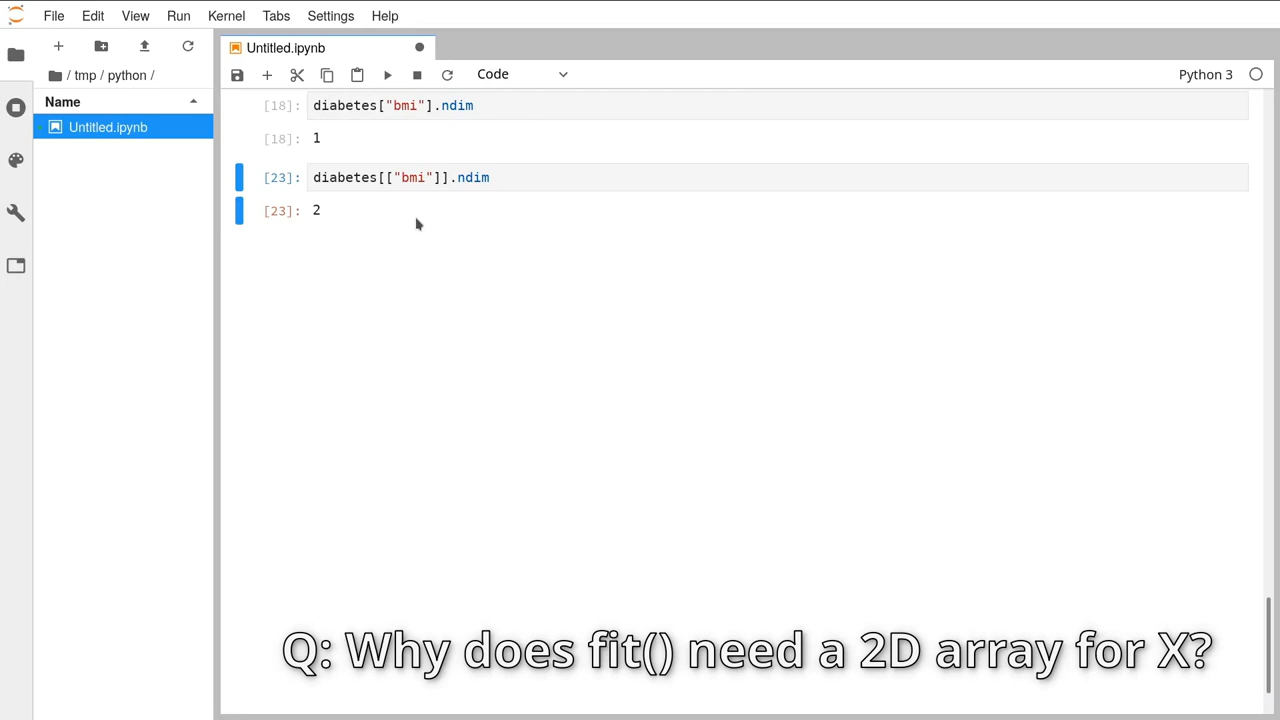 File Edit View Run Kernel Tabs Settings Help
Untitled.ipynb
/ tmp / python /
Code
Python 3
Name
Untitled.ipynb
[18]: diabetes["bmi"].ndim
[18]: 1
[23]: diabetes[["bmi"]].ndim
[23]: 2
Q: Why does fit() need a 2D array for X?